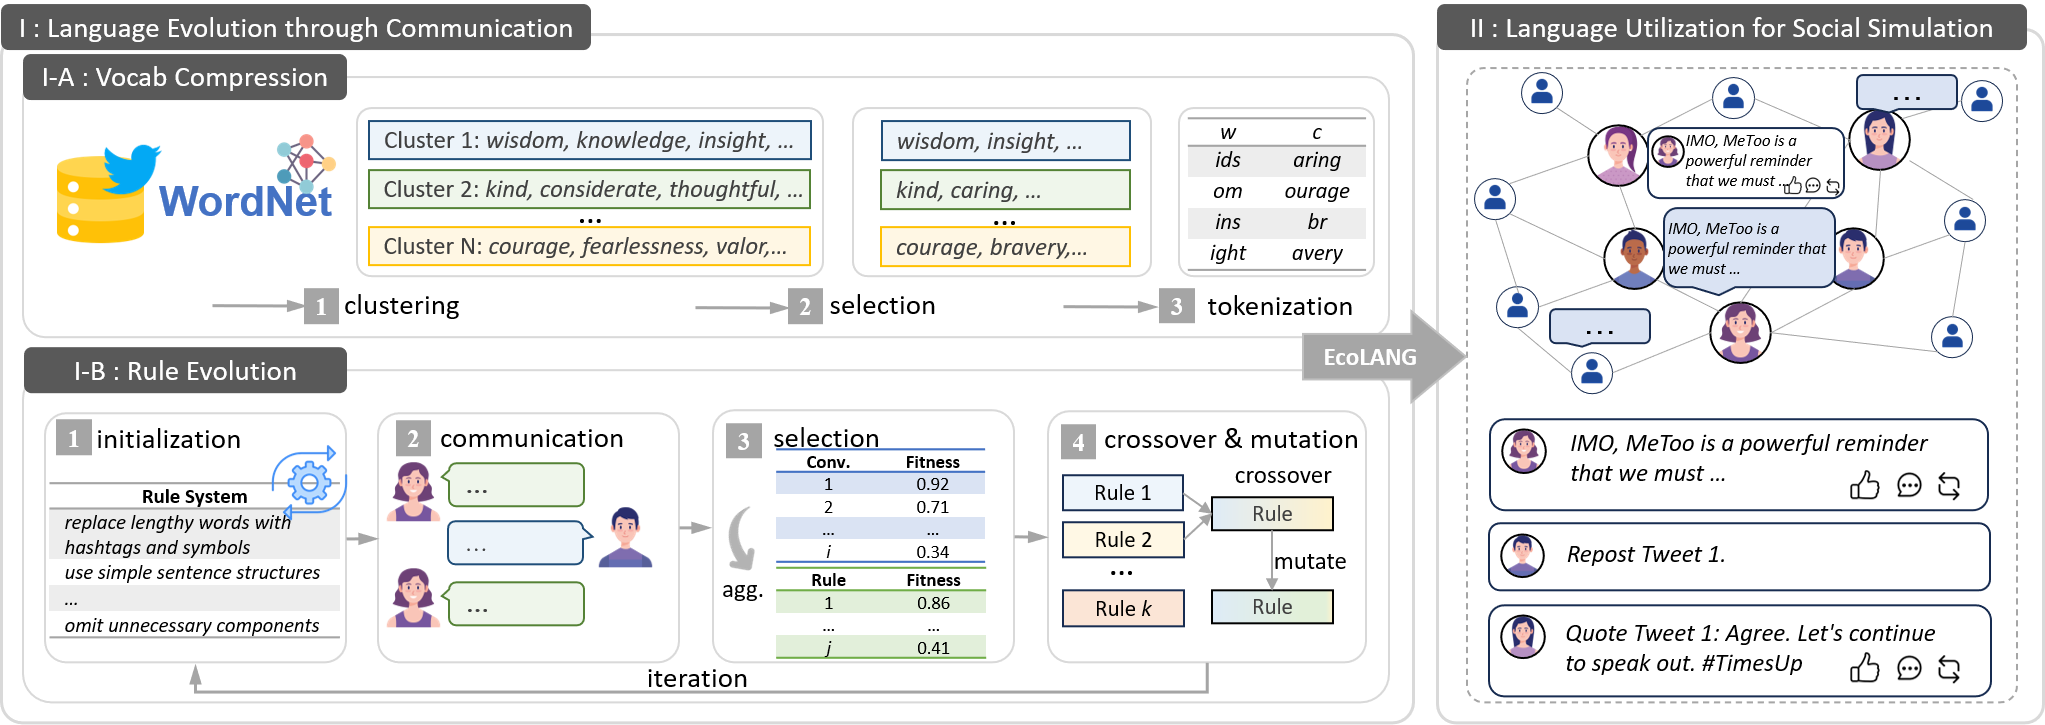 I : Language Evolution through Communication
I-A : Vocab Compression
WordNet
Cluster 1: wisdom, knowledge, insight, ...
Cluster 2: kind, considerate, thoughtful, ...
...
Cluster N: courage, fearlessness, valor,...
wisdom, insight, ...
kind, caring, ...
...
courage, bravery,...
w c
ids aring
om ourage
ins br
ight avery
1 clustering
2 selection
3 tokenization
I-B : Rule Evolution
1 initialization
Rule System
replace lengthy words with
hashtags and symbols
use simple sentence structures
...
omit unnecessary components
2 communication
...
...
...
3 selection
Conv. Fitness
1 0.92
2 0.71
... ...
i 0.34
agg.
Rule Fitness
1 0.86
... ...
j 0.41
4 crossover & mutation
Rule 1
Rule 2
...
Rule k
crossover
Rule
mutate
Rule
iteration
EcoLANG
II : Language Utilization for Social Simulation
...
IMO, MeToo is a
powerful reminder
that we must ...
IMO, MeToo is a
powerful reminder that
we must ...
...
IMO, MeToo is a powerful reminder
that we must ...
Repost Tweet 1.
Quote Tweet 1: Agree. Let's continue
to speak out. #TimesUp